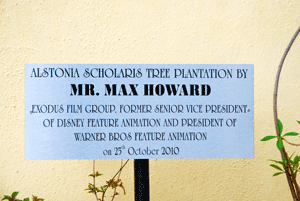 ALSTONIA SCHOLARIS TREE PLANTATION BY
MR. MAX HOWARD
„EXODUS FILM GROUP, FORMER SENIOR VICE PRESIDENT"
OF DISNEY FEATURE ANIMATION AND PRESIDENT OF
WARNER BROS FEATURE ANIMATION
on 25th October 2010